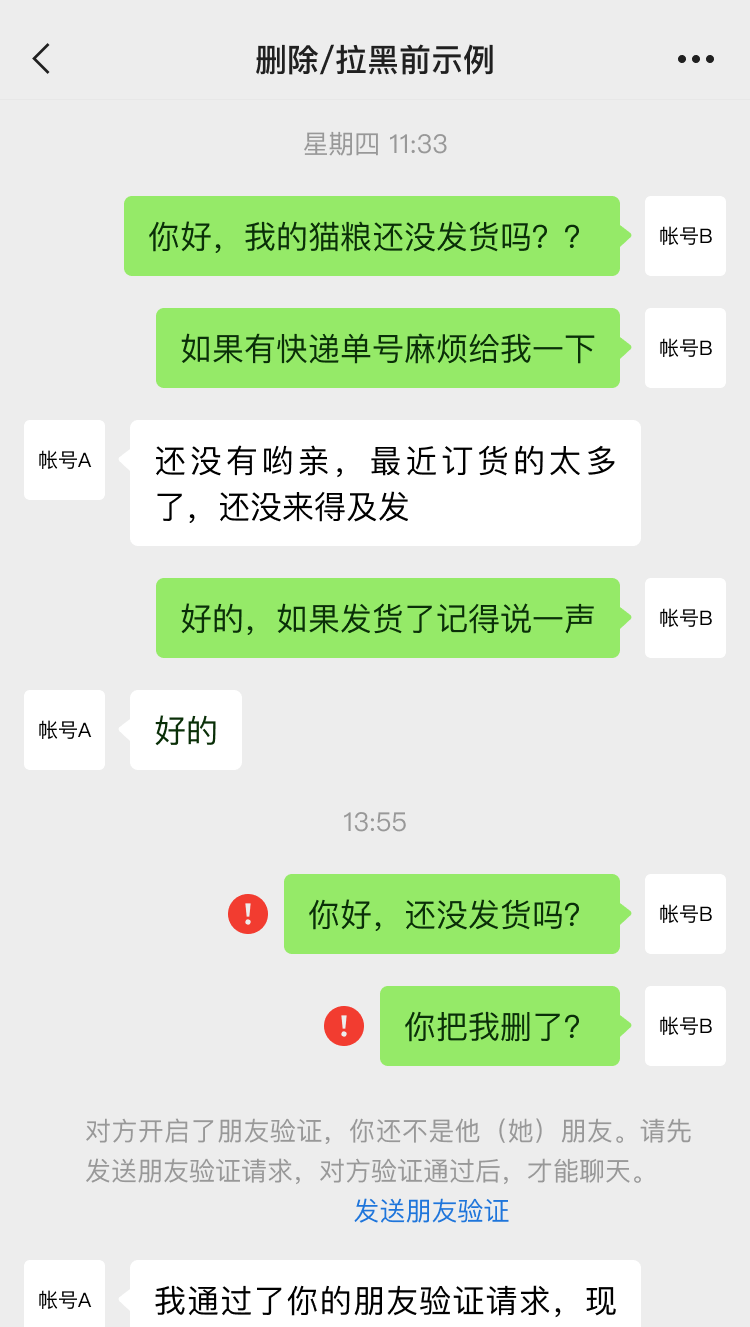 删除/拉黑前示例
星期四 11:33
你好，我的猫粮还没发货吗？？
帐号B
如果有快递单号麻烦给我一下
帐号B
帐号A
还没有哟亲，最近订货的太多
了，还没来得及发
好的，如果发货了记得说一声
帐号B
帐号A
好的
13:55
!
你好，还没发货吗?
帐号B
!
你把我删了?
帐号B
对方开启了朋友验证，你还不是他（她）朋友。请先
发送朋友验证请求，对方验证通过后，才能聊天。
发送朋友验证
帐号A
我通过了你的朋友验证请求，现